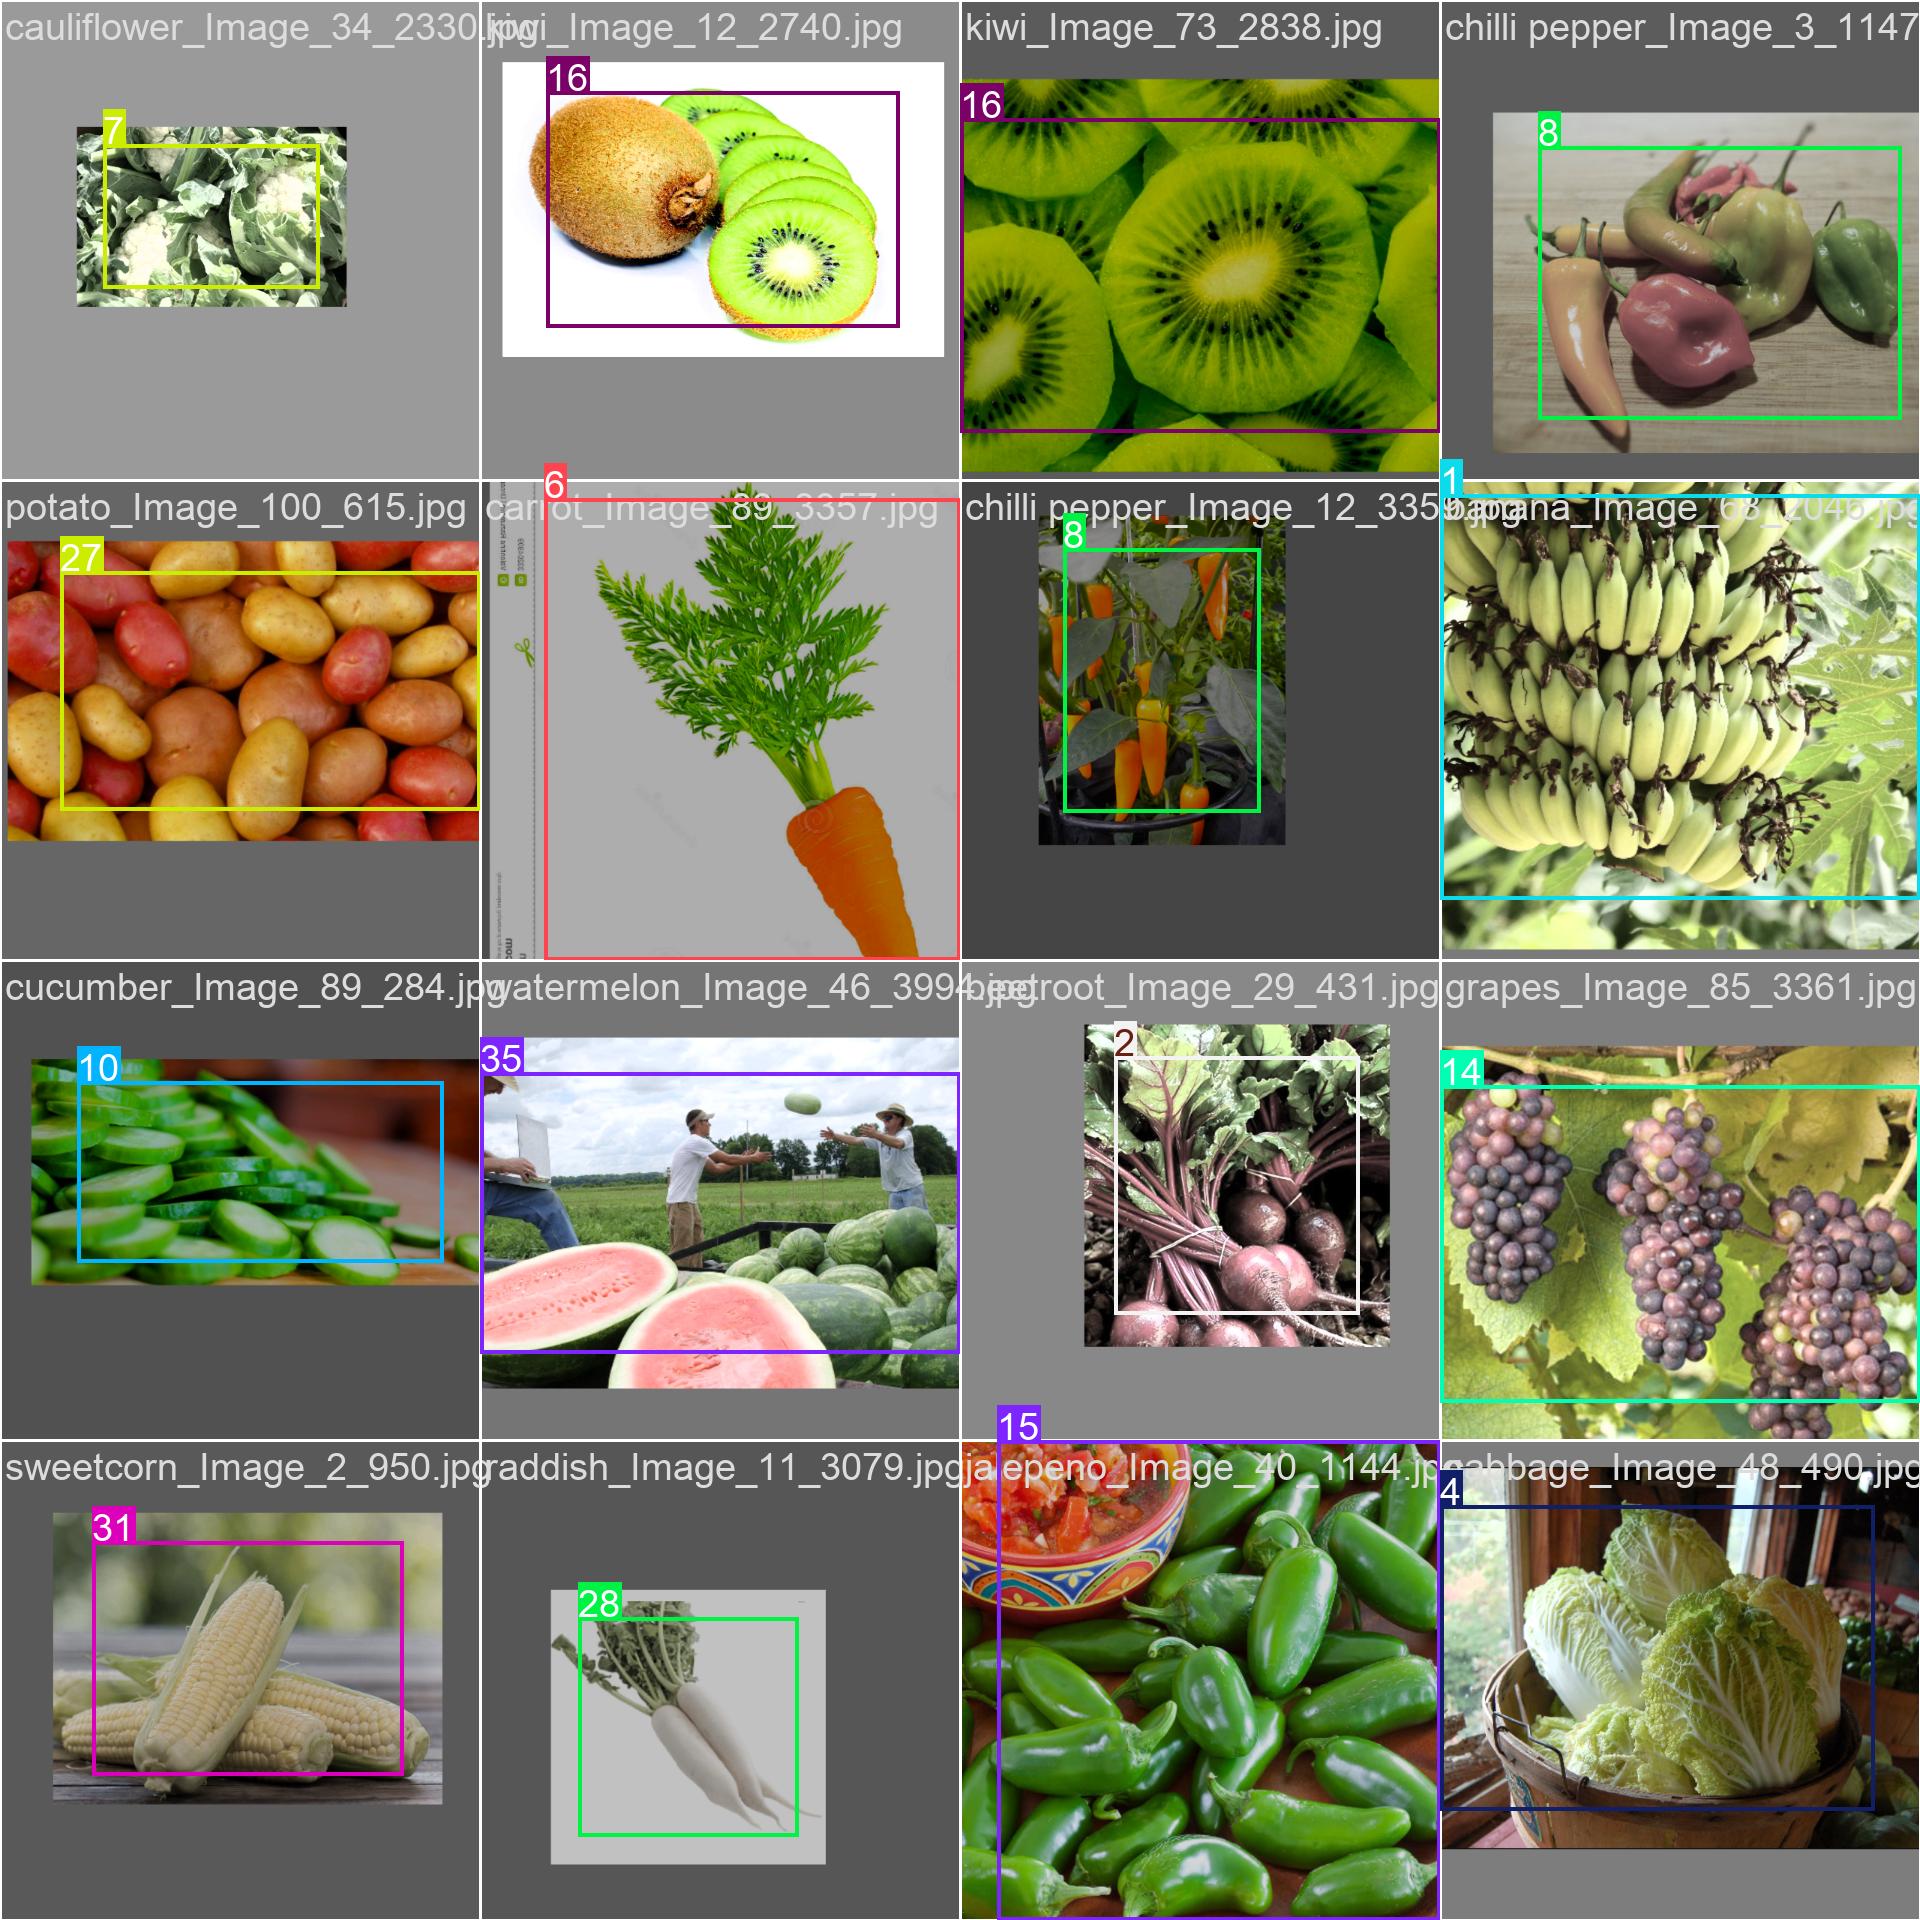 cauliflower_Image_34_2330.jpg
kiwi_Image_12_2740.jpg
kiwi_Image_73_2838.jpg
chilli pepper_Image_3_1147
7
16
16
8
potato_Image_100_615.jpg
carrot_Image_89_3357.jpg
chilli pepper_Image_12_3359.jpg
banana_Image_68_2046.jpg
27
6
8
1
cucumber_Image_89_284.jpg
watermelon_Image_46_3994.jpg
beetroot_Image_29_431.jpg
grapes_Image_85_3361.jpg
10
35
2
14
sweetcorn_Image_2_950.jpg
raddish_Image_11_3079.jpg
jalepeno_Image_40_1144.jpg
cabbage_Image_48_490.jpg
31
28
15
4